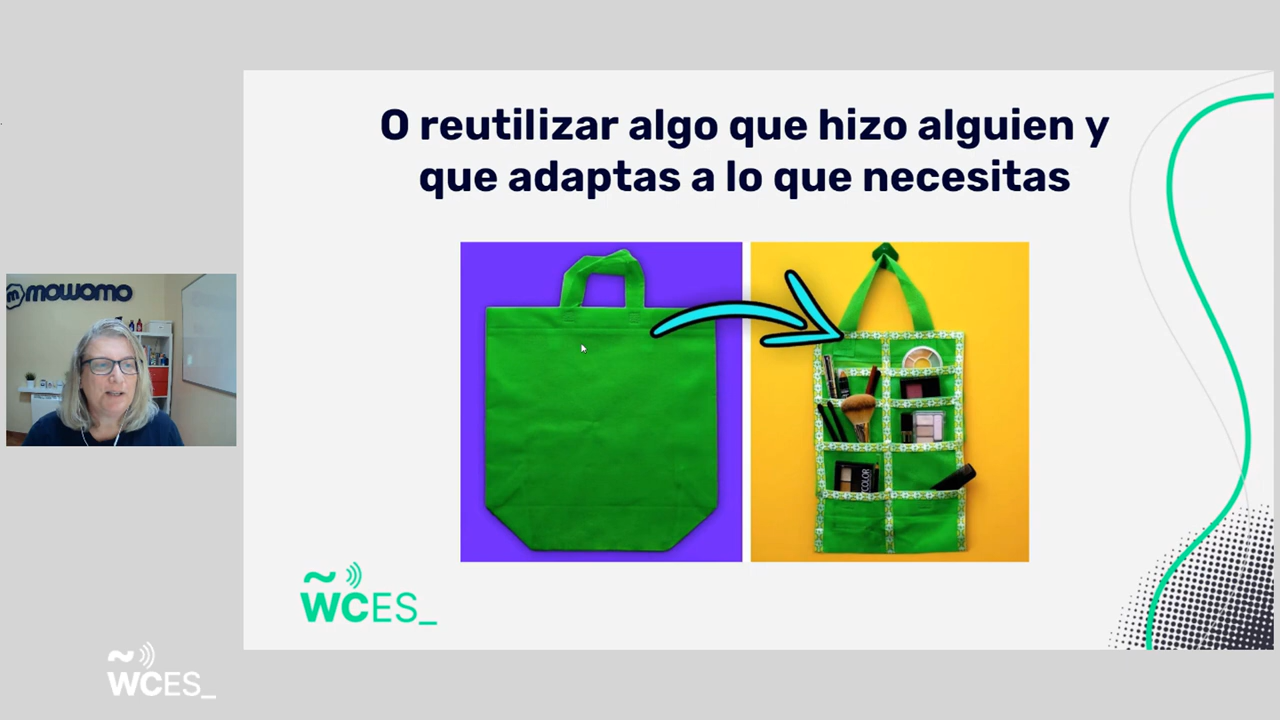 O reutilizar algo que hizo alguien y
que adaptas a lo que necesitas
mowomo
COLOR
WCES_
WCES_